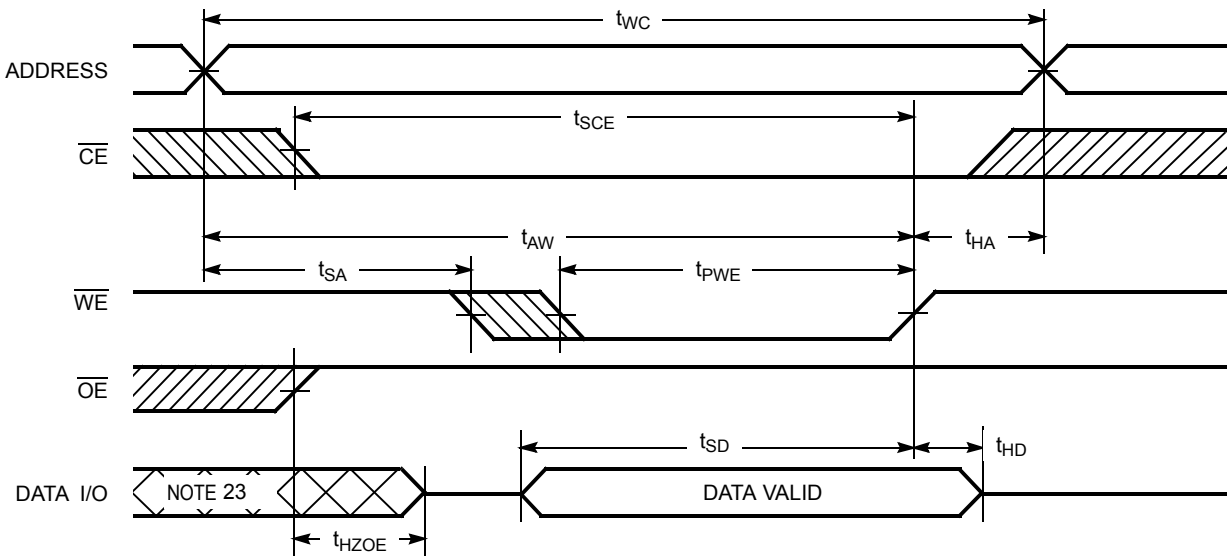 tWC
ADDRESS
tSCE
CE
tAW
tHA
tSA
tPWE
WE
OE
tSD
tHD
DATA I/O
NOTE 23
DATA VALID
tHZOE